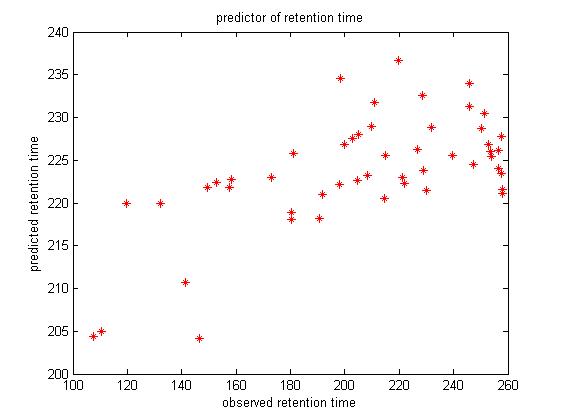 predictor of retention time
240
235
230
225
220
215
210
205
200
predicted retention time
100 120 140 160 180 200 220 240 260
observed retention time